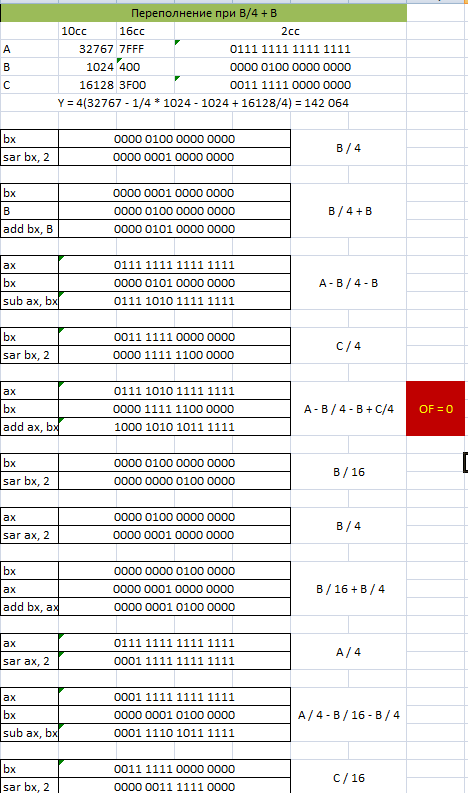 Переполнение при B/4 + B
10сс 16сс 2сс
A 32767 7FFF 0111 1111 1111 1111
B 1024 400 0000 0100 0000 0000
C 16128 3F00 0011 1111 0000 0000
Y = 4(32767 - 1/4 * 1024 - 1024 + 16128/4) = 142 064
bx 0000 0100 0000 0000
B / 4
sar bx, 2 0000 0001 0000 0000
bx 0000 0001 0000 0000
B 0000 0100 0000 0000 B / 4 + B
add bx, B 0000 0101 0000 0000
ax 0111 1111 1111 1111
bx 0000 0101 0000 0000 A - B / 4 - B
sub ax, bx 0111 1010 1111 1111
bx 0011 1111 0000 0000
C / 4
sar bx, 2 0000 1111 1100 0000
ax 0111 1010 1111 1111
bx 0000 1111 1100 0000 A - B / 4 - B + C/4 OF = 0
add ax, bx 1000 1010 1011 1111
bx 0000 0100 0000 0000
B / 16
sar bx, 2 0000 0000 0100 0000
ax 0000 0100 0000 0000
B / 4
sar ax, 2 0000 0001 0000 0000
bx 0000 0000 0100 0000
ax 0000 0001 0000 0000 B / 16 + B / 4
add bx, ax 0000 0001 0100 0000
ax 0111 1111 1111 1111
A / 4
sar ax, 2 0001 1111 1111 1111
ax 0001 1111 1111 1111
bx 0000 0001 0100 0000 A / 4 - B / 16 - B / 4
sub ax, bx 0001 1110 1011 1111
bx 0011 1111 0000 0000
C / 16
sar bx, 2 0000 0011 1111 0000